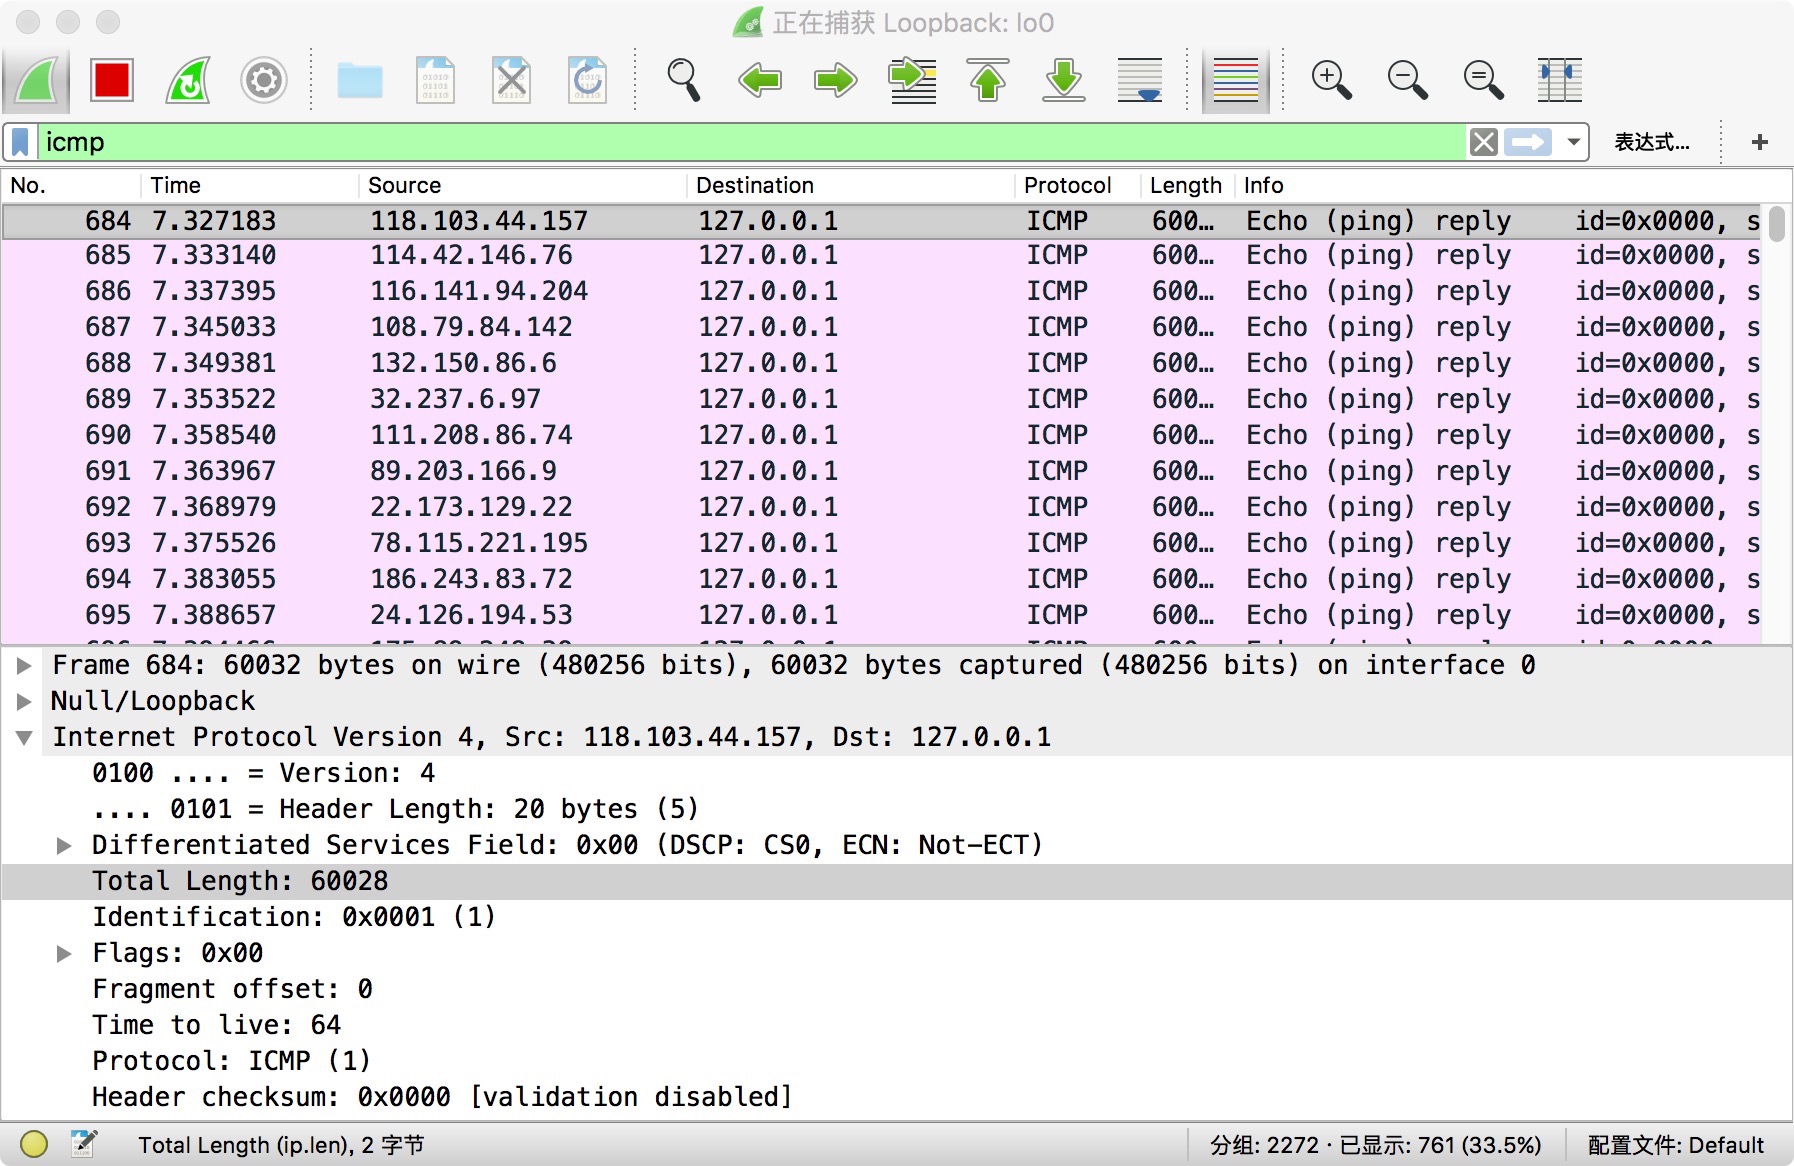 正在捕获 Loopback: lo0
icmp 表达式... +
No. Time Source Destination Protocol Length Info
684 7.327183 118.103.44.157 127.0.0.1 ICMP 600… Echo (ping) reply id=0x0000, s
685 7.333140 114.42.146.76 127.0.0.1 ICMP 600… Echo (ping) reply id=0x0000, s
686 7.337395 116.141.94.204 127.0.0.1 ICMP 600… Echo (ping) reply id=0x0000, s
687 7.345033 108.79.84.142 127.0.0.1 ICMP 600… Echo (ping) reply id=0x0000, s
688 7.349381 132.150.86.6 127.0.0.1 ICMP 600… Echo (ping) reply id=0x0000, s
689 7.353522 32.237.6.97 127.0.0.1 ICMP 600… Echo (ping) reply id=0x0000, s
690 7.358540 111.208.86.74 127.0.0.1 ICMP 600… Echo (ping) reply id=0x0000, s
691 7.363967 89.203.166.9 127.0.0.1 ICMP 600… Echo (ping) reply id=0x0000, s
692 7.368979 22.173.129.22 127.0.0.1 ICMP 600… Echo (ping) reply id=0x0000, s
693 7.375526 78.115.221.195 127.0.0.1 ICMP 600… Echo (ping) reply id=0x0000, s
694 7.383055 186.243.83.72 127.0.0.1 ICMP 600… Echo (ping) reply id=0x0000, s
695 7.388657 24.126.194.53 127.0.0.1 ICMP 600… Echo (ping) reply id=0x0000, s
Frame 684: 60032 bytes on wire (480256 bits), 60032 bytes captured (480256 bits) on interface 0
Null/Loopback
Internet Protocol Version 4, Src: 118.103.44.157, Dst: 127.0.0.1
0100 .... = Version: 4
.... 0101 = Header Length: 20 bytes (5)
Differentiated Services Field: 0x00 (DSCP: CS0, ECN: Not-ECT)
Total Length: 60028
Identification: 0x0001 (1)
Flags: 0x00
Fragment offset: 0
Time to live: 64
Protocol: ICMP (1)
Header checksum: 0x0000 [validation disabled]
Total Length (ip.len), 2 字节 分组: 2272 · 已显示: 761 (33.5%) 配置文件: Default